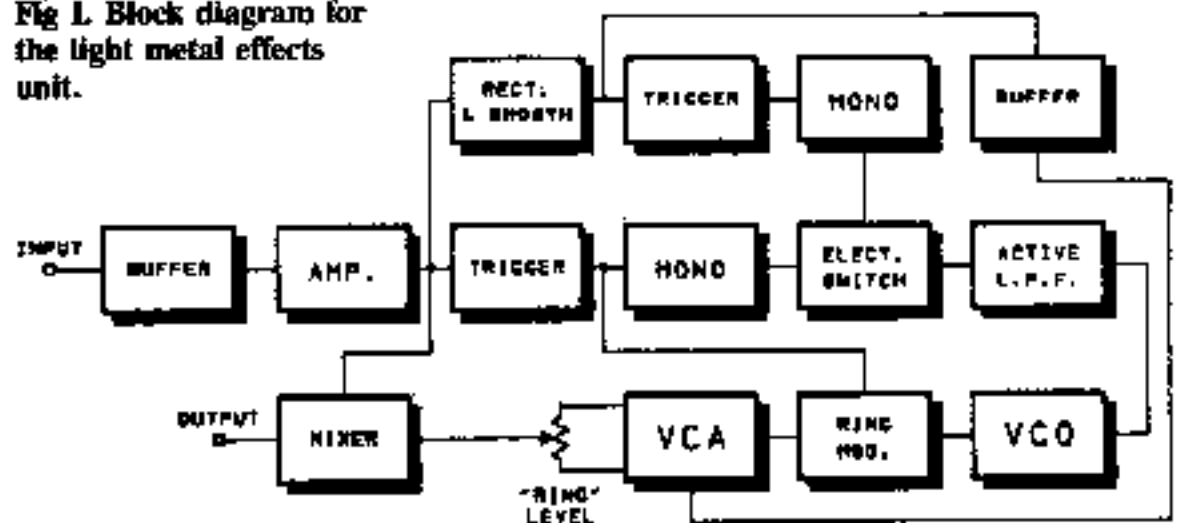 Fig 1. Block diagram for
the light metal effects
unit.
RECT.
& SMOOTH
TRIGGER
MONO
BUFFER
INPUT
BUFFER
AMP.
TRIGGER
MONO
ELECT.
SWITCH
ACTIVE
L.P.F.
OUTPUT
MIXER
"RING"
LEVEL
VCA
RING
MOD.
VCO